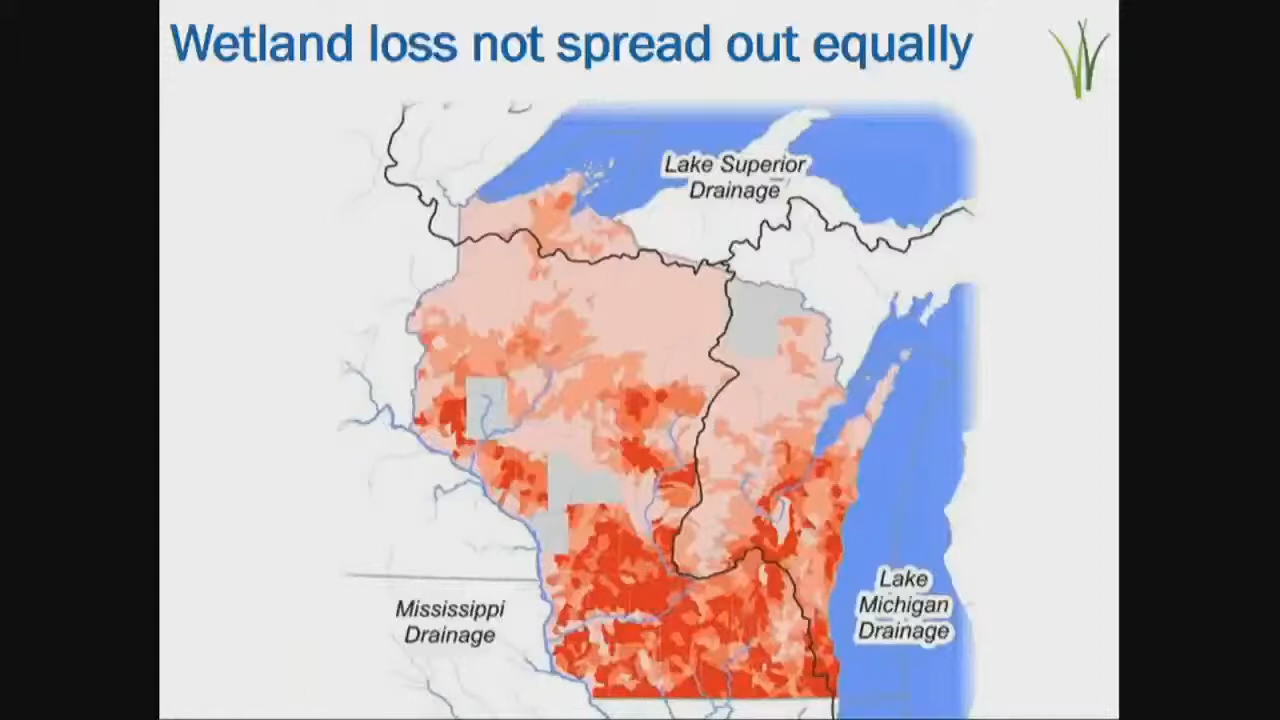 Wetland loss not spread out equally
Lake Superior
Drainage
Mississippi
Drainage
Lake
Michigan
Drainage